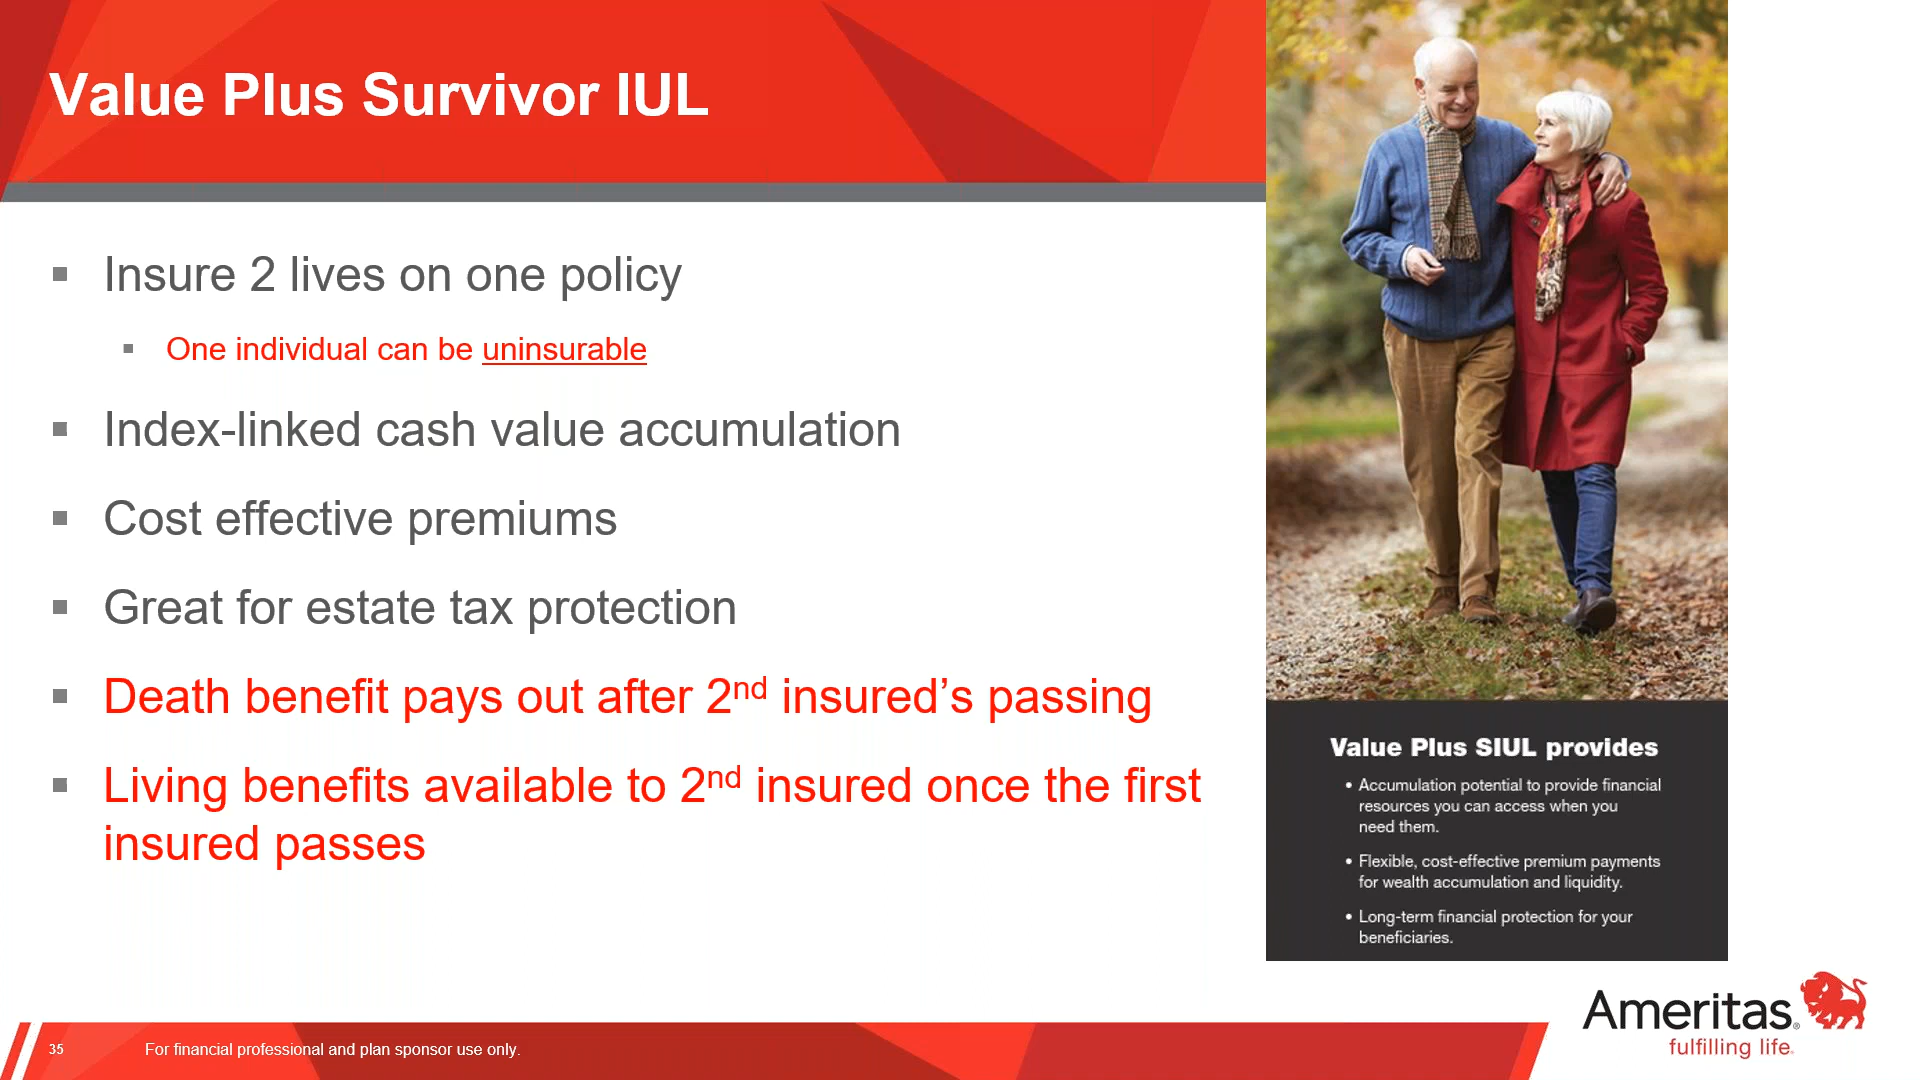 Value Plus Survivor IUL
▪ Insure 2 lives on one policy
▪ One individual can be uninsurable
▪ Index-linked cash value accumulation
▪ Cost effective premiums
▪ Great for estate tax protection
▪ Death benefit pays out after 2nd insured’s passing
▪ Living benefits available to 2nd insured once the first
insured passes
Value Plus SIUL provides
• Accumulation potential to provide financial
resources you can access when you
need them.
• Flexible, cost-effective premium payments
for wealth accumulation and liquidity.
• Long-term financial protection for your
beneficiaries.
Ameritas®
fulfilling life®
35
For financial professional and plan sponsor use only.